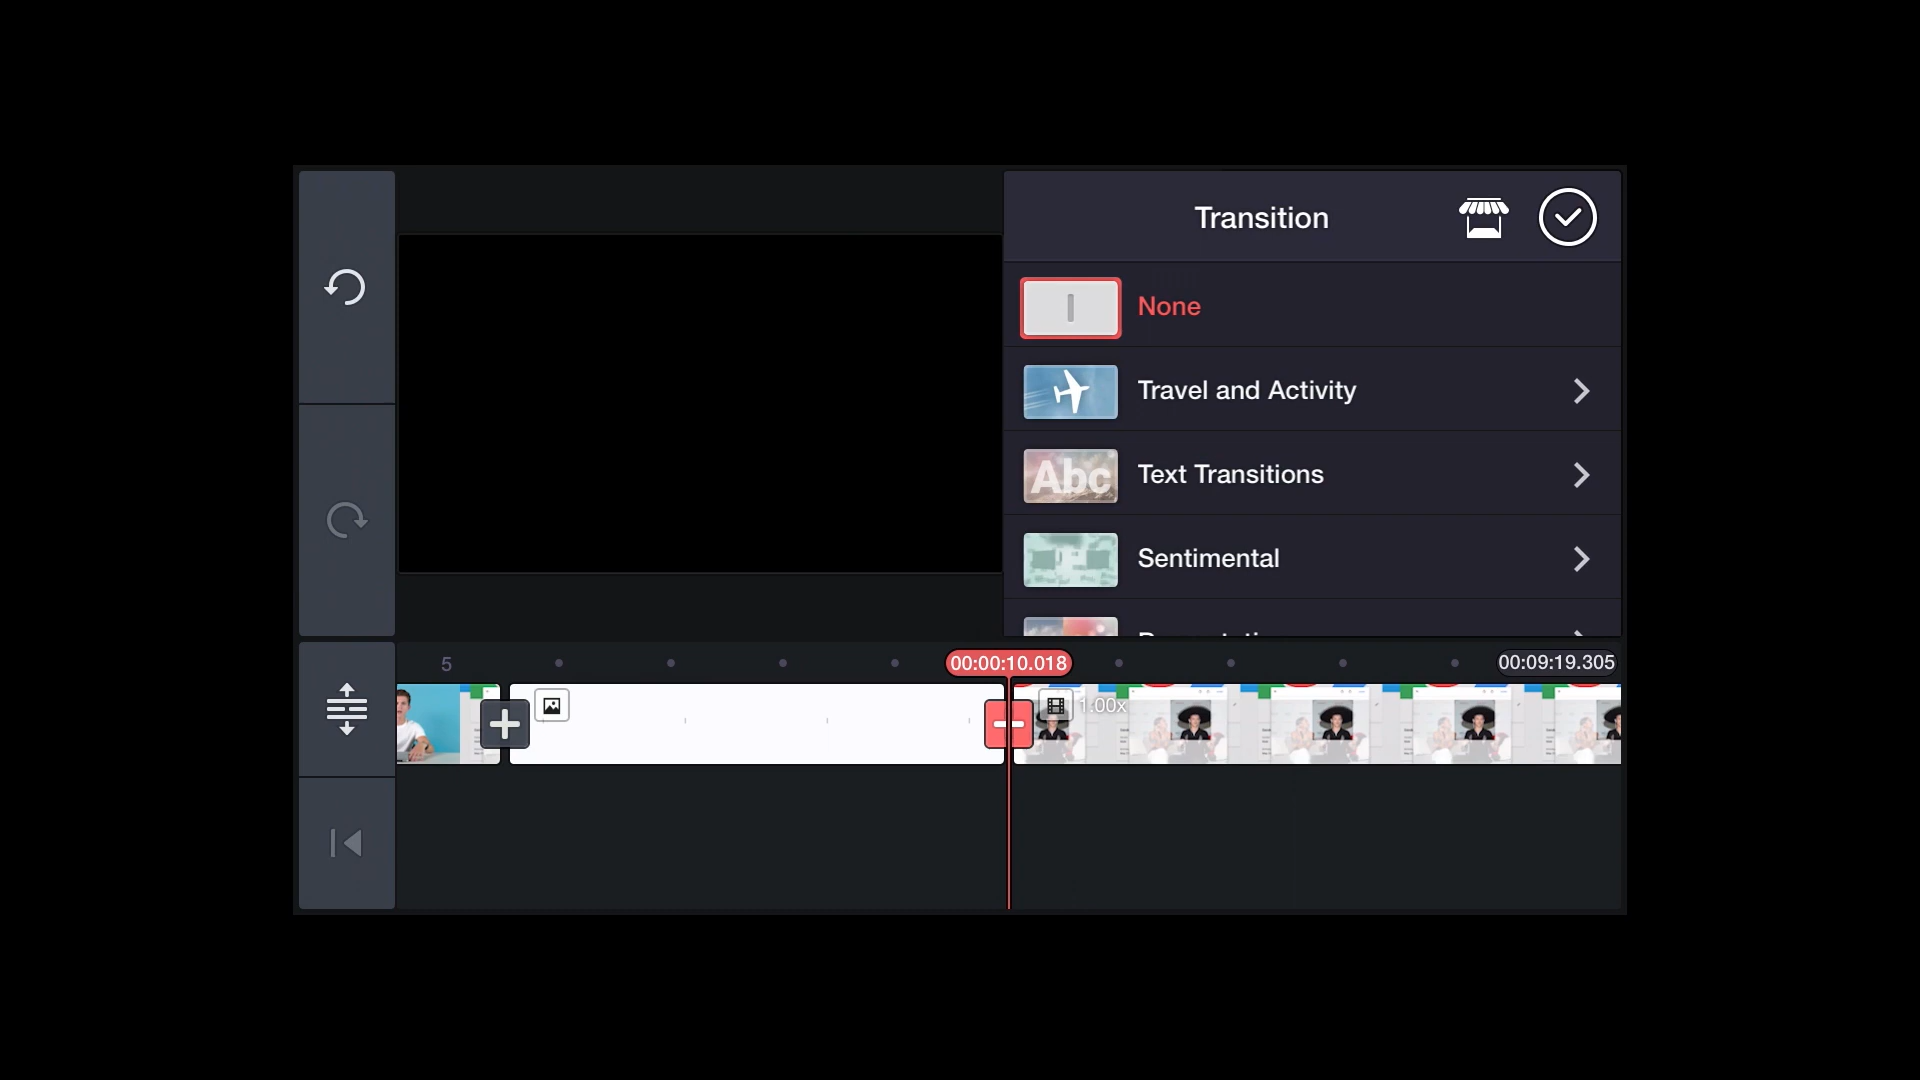 Transition
None
Travel and Activity
Abc
Text Transitions
Sentimental
5
00:00:10.018
00:09:19.305
1:00x